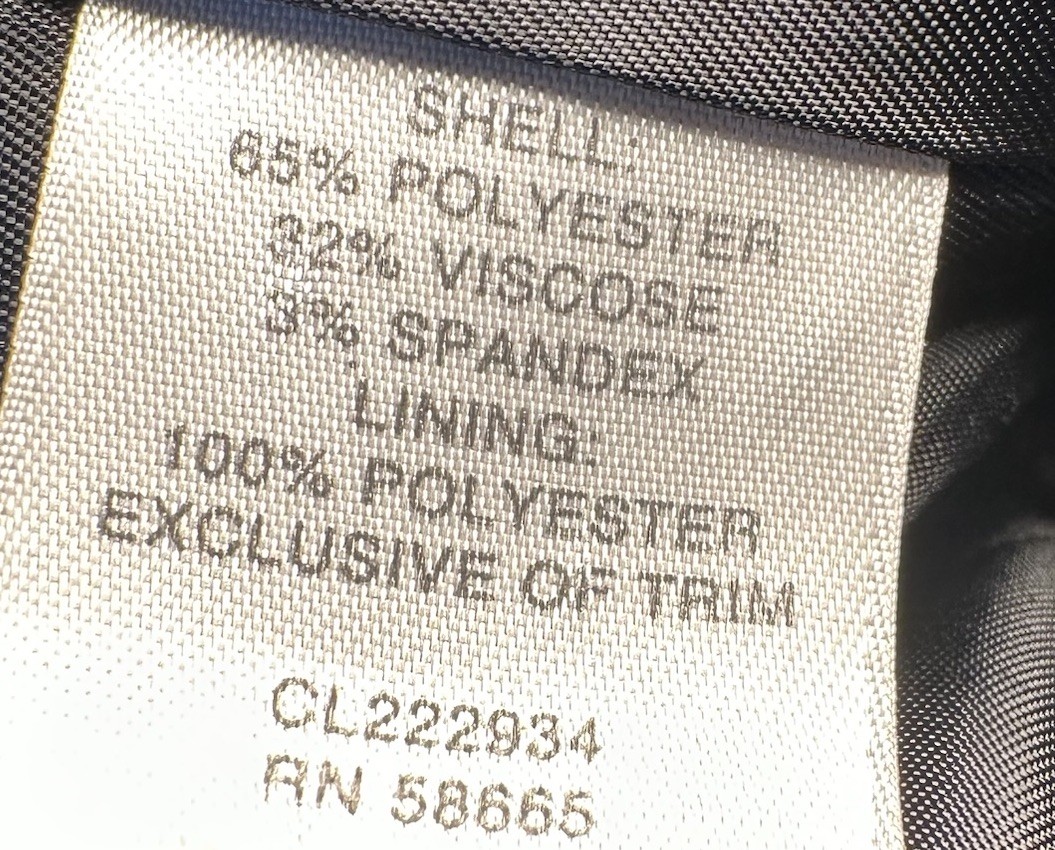 SHELL:
65% POLYESTER
32% VISCOSE
3% SPANDEX
LINING:
100% POLYESTER
EXCLUSIVE OF TRIM
CL222934
RN 58665